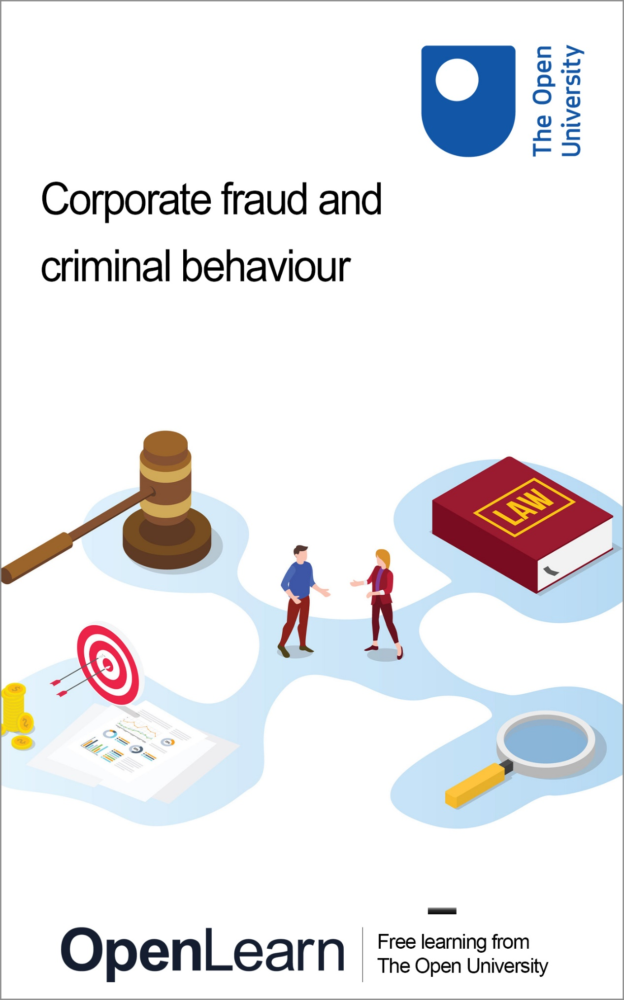 The Open
University
Corporate fraud and
criminal behaviour
LAW
OpenLearn
Free learning from
The Open University